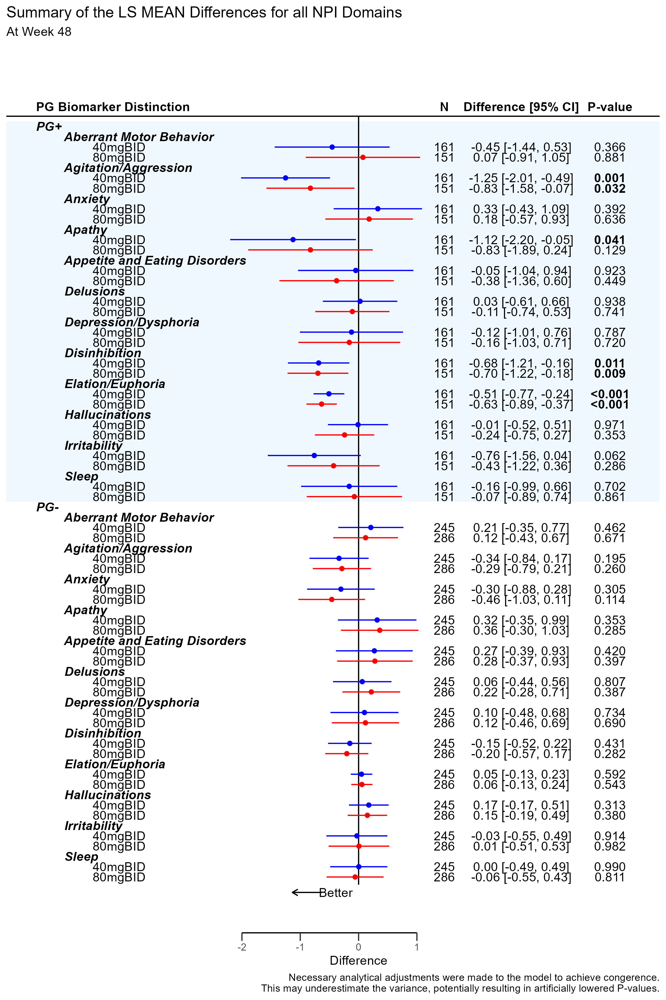 Summary of the LS MEAN Differences for all NPI Domains
At Week 48
PG Biomarker Distinction N Difference [95% CI] P-value
PG+
Aberrant Motor Behavior
40mgBID 161 -0.45 [-1.44, 0.53] 0.366
80mgBID 151 0.07 [-0.91, 1.05] 0.881
Agitation/Aggression
40mgBID 161 -1.25 [-2.01, -0.49] 0.001
80mgBID 151 -0.83 [-1.58, -0.07] 0.032
Anxiety
40mgBID 161 0.33 [-0.43, 1.09] 0.392
80mgBID 151 0.18 [-0.57, 0.93] 0.636
Apathy
40mgBID 161 -1.12 [-2.20, -0.05] 0.041
80mgBID 151 -0.83 [-1.89, 0.24] 0.129
Appetite and Eating Disorders
40mgBID 161 -0.05 [-1.04, 0.94] 0.923
80mgBID 151 -0.38 [-1.36, 0.60] 0.449
Delusions
40mgBID 161 0.03 [-0.61, 0.66] 0.938
80mgBID 151 -0.11 [-0.74, 0.53] 0.741
Depression/Dysphoria
40mgBID 161 -0.12 [-1.01, 0.76] 0.787
80mgBID 151 -0.16 [-1.03, 0.71] 0.720
Disinhibition
40mgBID 161 -0.68 [-1.21, -0.16] 0.011
80mgBID 151 -0.70 [-1.22, -0.18] 0.009
Elation/Euphoria
40mgBID 161 -0.51 [-0.77, -0.24] <0.001
80mgBID 151 -0.63 [-0.89, -0.37] <0.001
Hallucinations
40mgBID 161 -0.01 [-0.52, 0.51] 0.971
80mgBID 151 -0.24 [-0.75, 0.27] 0.353
Irritability
40mgBID 161 -0.76 [-1.56, 0.04] 0.062
80mgBID 151 -0.43 [-1.22, 0.36] 0.286
Sleep
40mgBID 161 -0.16 [-0.99, 0.66] 0.702
80mgBID 151 -0.07 [-0.89, 0.74] 0.861
PG-
Aberrant Motor Behavior
40mgBID 245 0.21 [-0.35, 0.77] 0.462
80mgBID 286 0.12 [-0.43, 0.67] 0.671
Agitation/Aggression
40mgBID 245 -0.34 [-0.84, 0.17] 0.195
80mgBID 286 -0.29 [-0.79, 0.21] 0.260
Anxiety
40mgBID 245 -0.30 [-0.88, 0.28] 0.305
80mgBID 286 -0.46 [-1.03, 0.11] 0.114
Apathy
40mgBID 245 0.32 [-0.35, 0.99] 0.353
80mgBID 286 0.36 [-0.30, 1.03] 0.285
Appetite and Eating Disorders
40mgBID 245 0.27 [-0.39, 0.93] 0.420
80mgBID 286 0.28 [-0.37, 0.93] 0.397
Delusions
40mgBID 245 0.06 [-0.44, 0.56] 0.807
80mgBID 286 0.22 [-0.28, 0.71] 0.387
Depression/Dysphoria
40mgBID 245 0.10 [-0.48, 0.68] 0.734
80mgBID 286 0.12 [-0.46, 0.69] 0.690
Disinhibition
40mgBID 245 -0.15 [-0.52, 0.22] 0.431
80mgBID 286 -0.20 [-0.57, 0.17] 0.282
Elation/Euphoria
40mgBID 245 0.05 [-0.13, 0.23] 0.592
80mgBID 286 0.06 [-0.13, 0.24] 0.543
Hallucinations
40mgBID 245 0.17 [-0.17, 0.51] 0.313
80mgBID 286 0.15 [-0.19, 0.49] 0.380
Irritability
40mgBID 245 -0.03 [-0.55, 0.49] 0.914
80mgBID 286 0.01 [-0.51, 0.53] 0.982
Sleep
40mgBID 245 0.00 [-0.49, 0.49] 0.990
80mgBID 286 -0.06 [-0.55, 0.43] 0.811
Better
-2 -1 0 1
Difference
Necessary analytical adjustments were made to the model to achieve congerence.
This may underestimate the variance, potentially resulting in artificially lowered P-values.